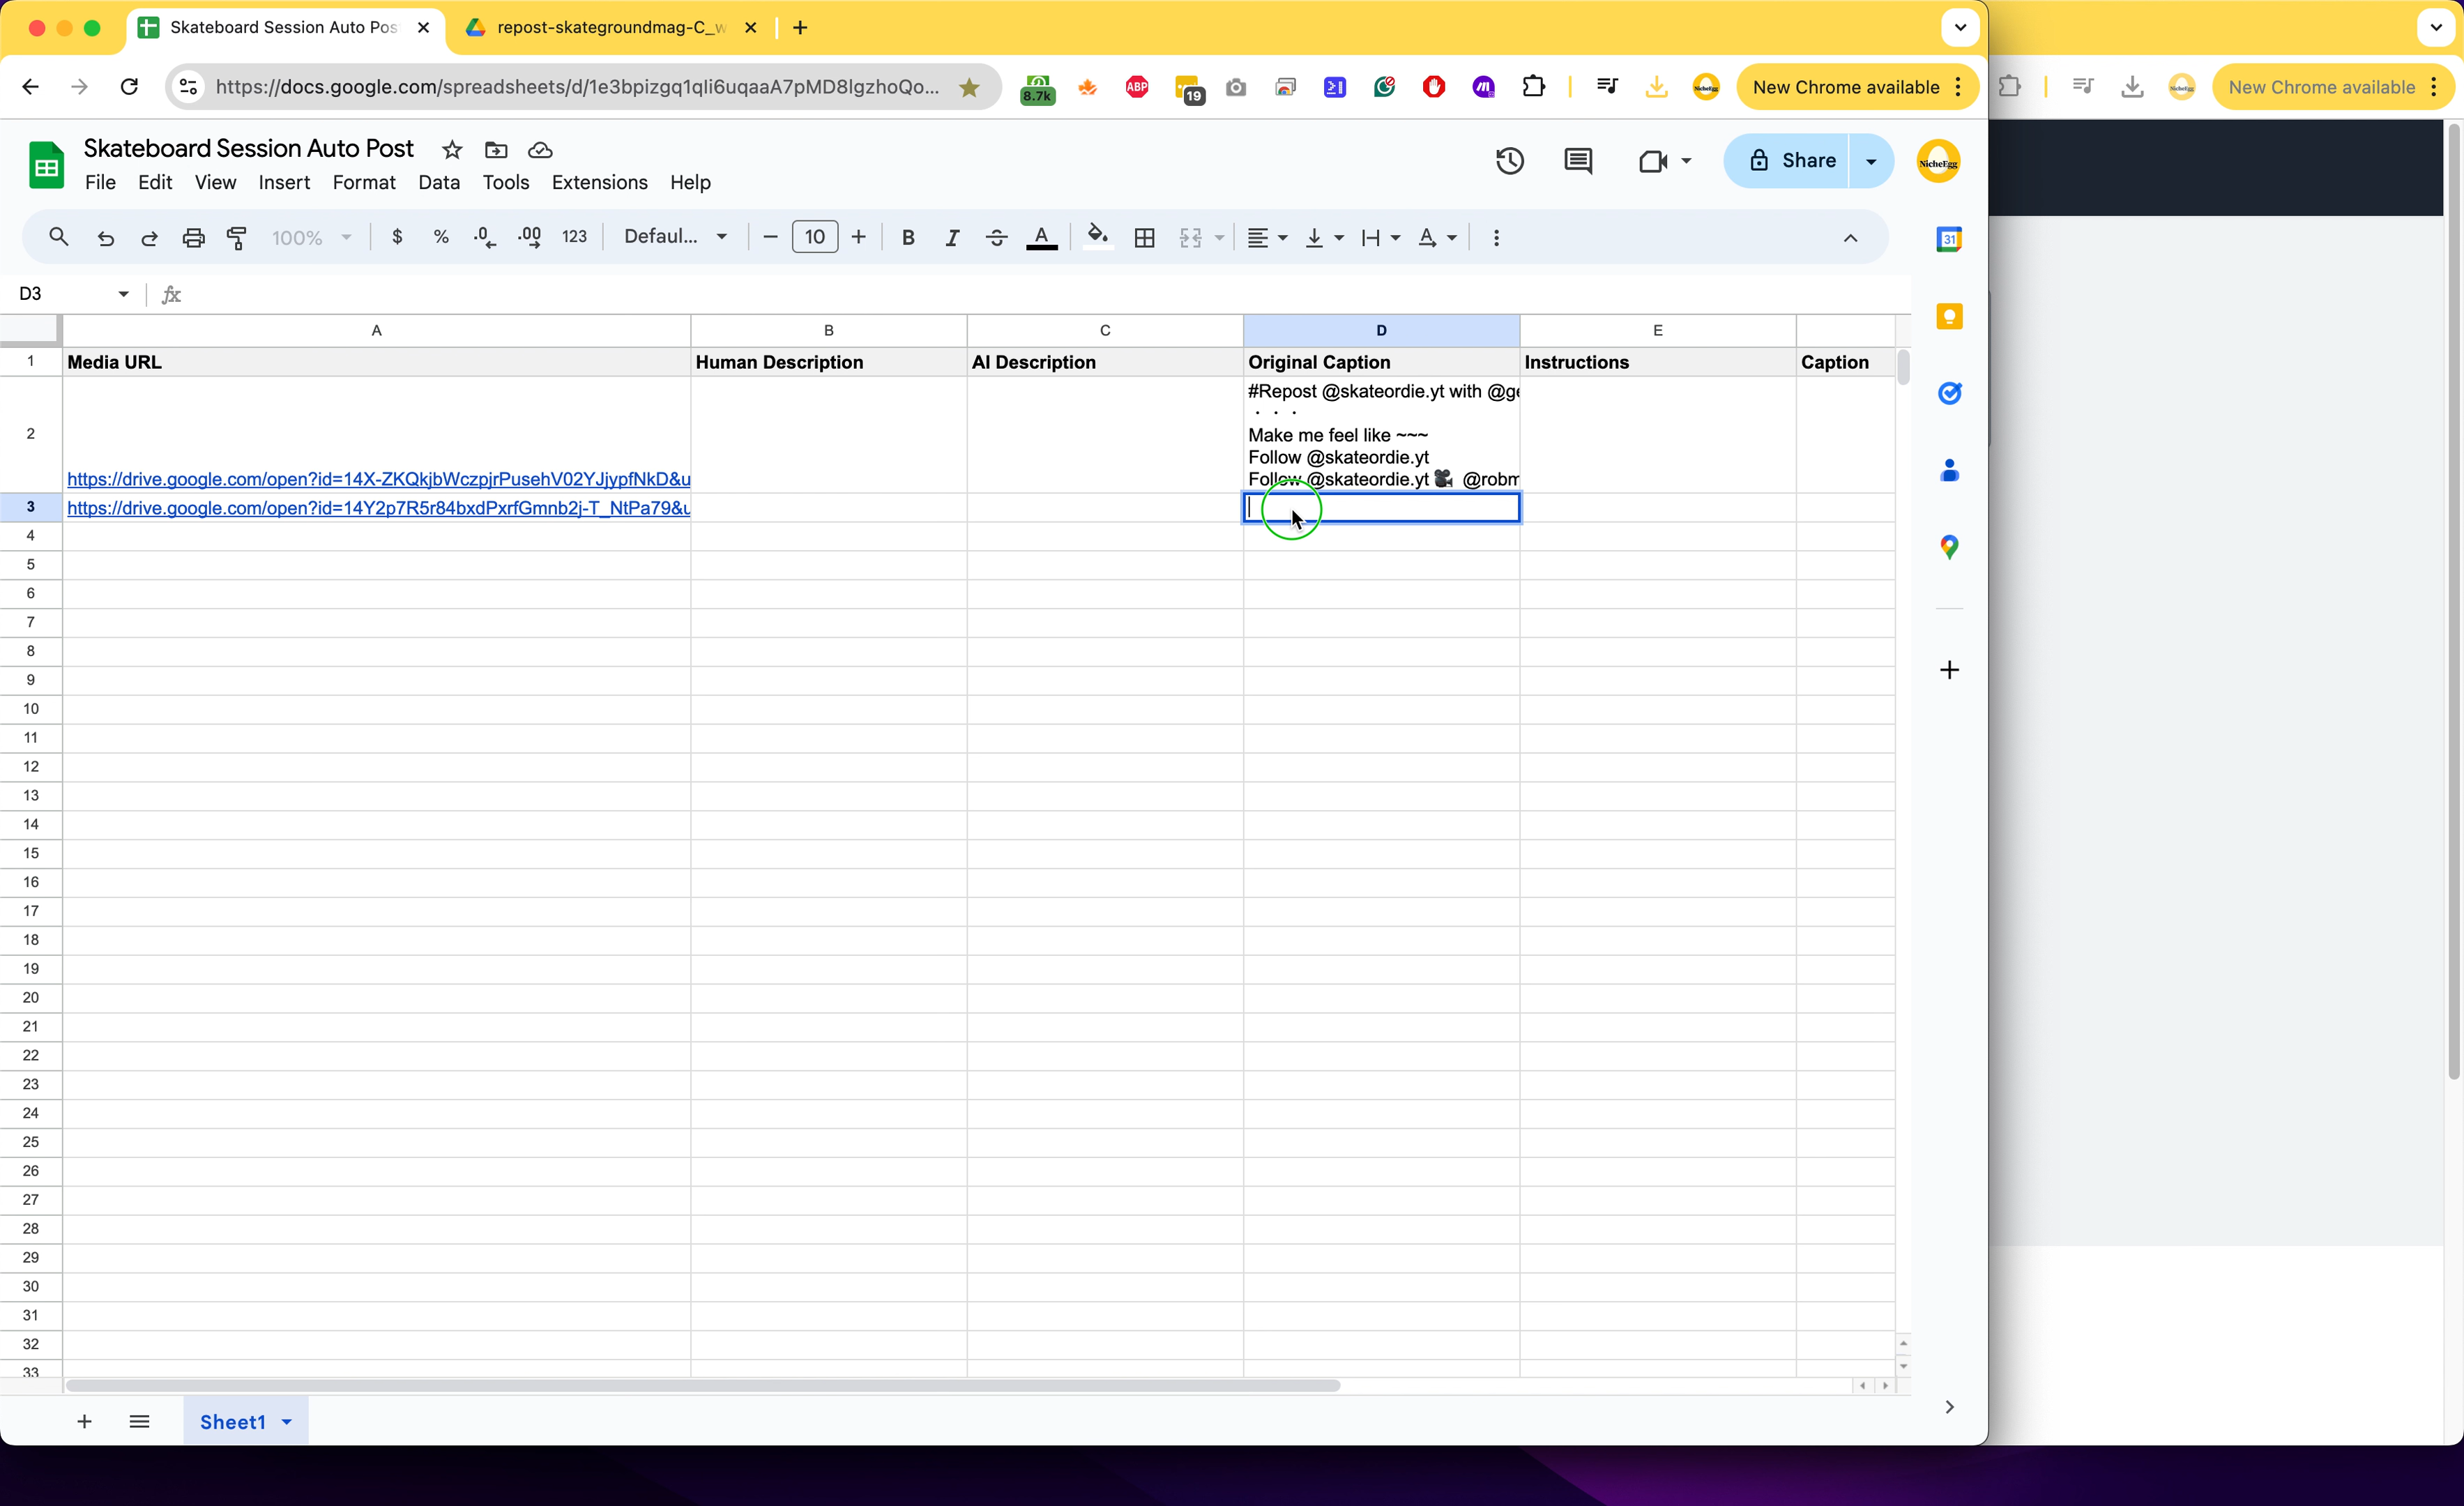 Skateboard Session Auto Pos
repost-skategroundmag-C_w
https://docs.google.com/spreadsheets/d/1e3bpizgq1qli6uqaaA7pMD8lgzhoQo...
8.7k
ABP
19
NicheEgg
New Chrome available
NicheEgg
New Chrome available
Skateboard Session Auto Post
File Edit View Insert Format Data Tools Extensions Help
Share
NicheEgg
100% $ % .0 .00 123 Defaul... 10 B I A
31
D3 fx
A B C D E
1 Media URL Human Description AI Description Original Caption Instructions Caption
#Repost @skateordie.yt with @ge
. . .
2 Make me feel like ~~~
Follow @skateordie.yt
https://drive.google.com/open?id=14X-ZKQkjbWczpjrPusehV02YJjypfNkD&u Follow @skateordie.yt 🎥 @robm
3 https://drive.google.com/open?id=14Y2p7R5r84bxdPxrfGmnb2j-T_NtPa79&u
4
5
6
7
8
9
10
11
12
13
14
15
16
17
18
19
20
21
22
23
24
25
26
27
28
29
30
31
32
33
Sheet1